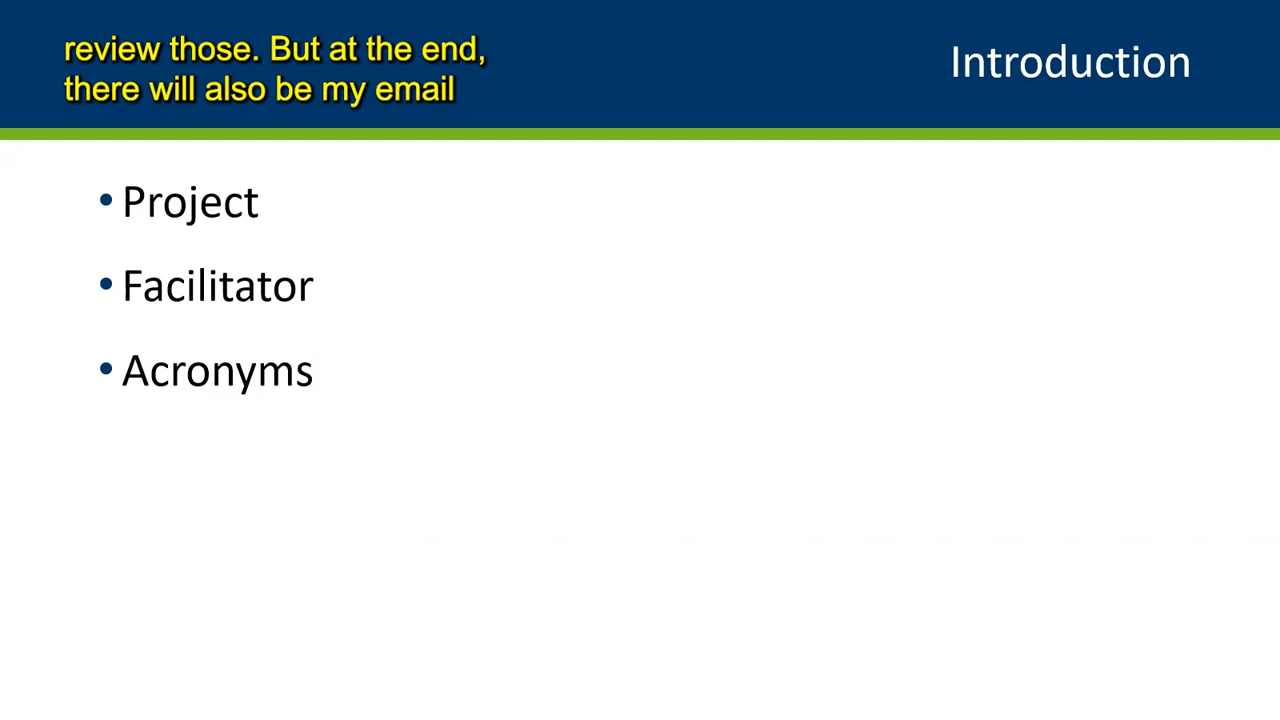 review those. But at the end,
there will also be my email
Introduction
• Project
• Facilitator
• Acronyms